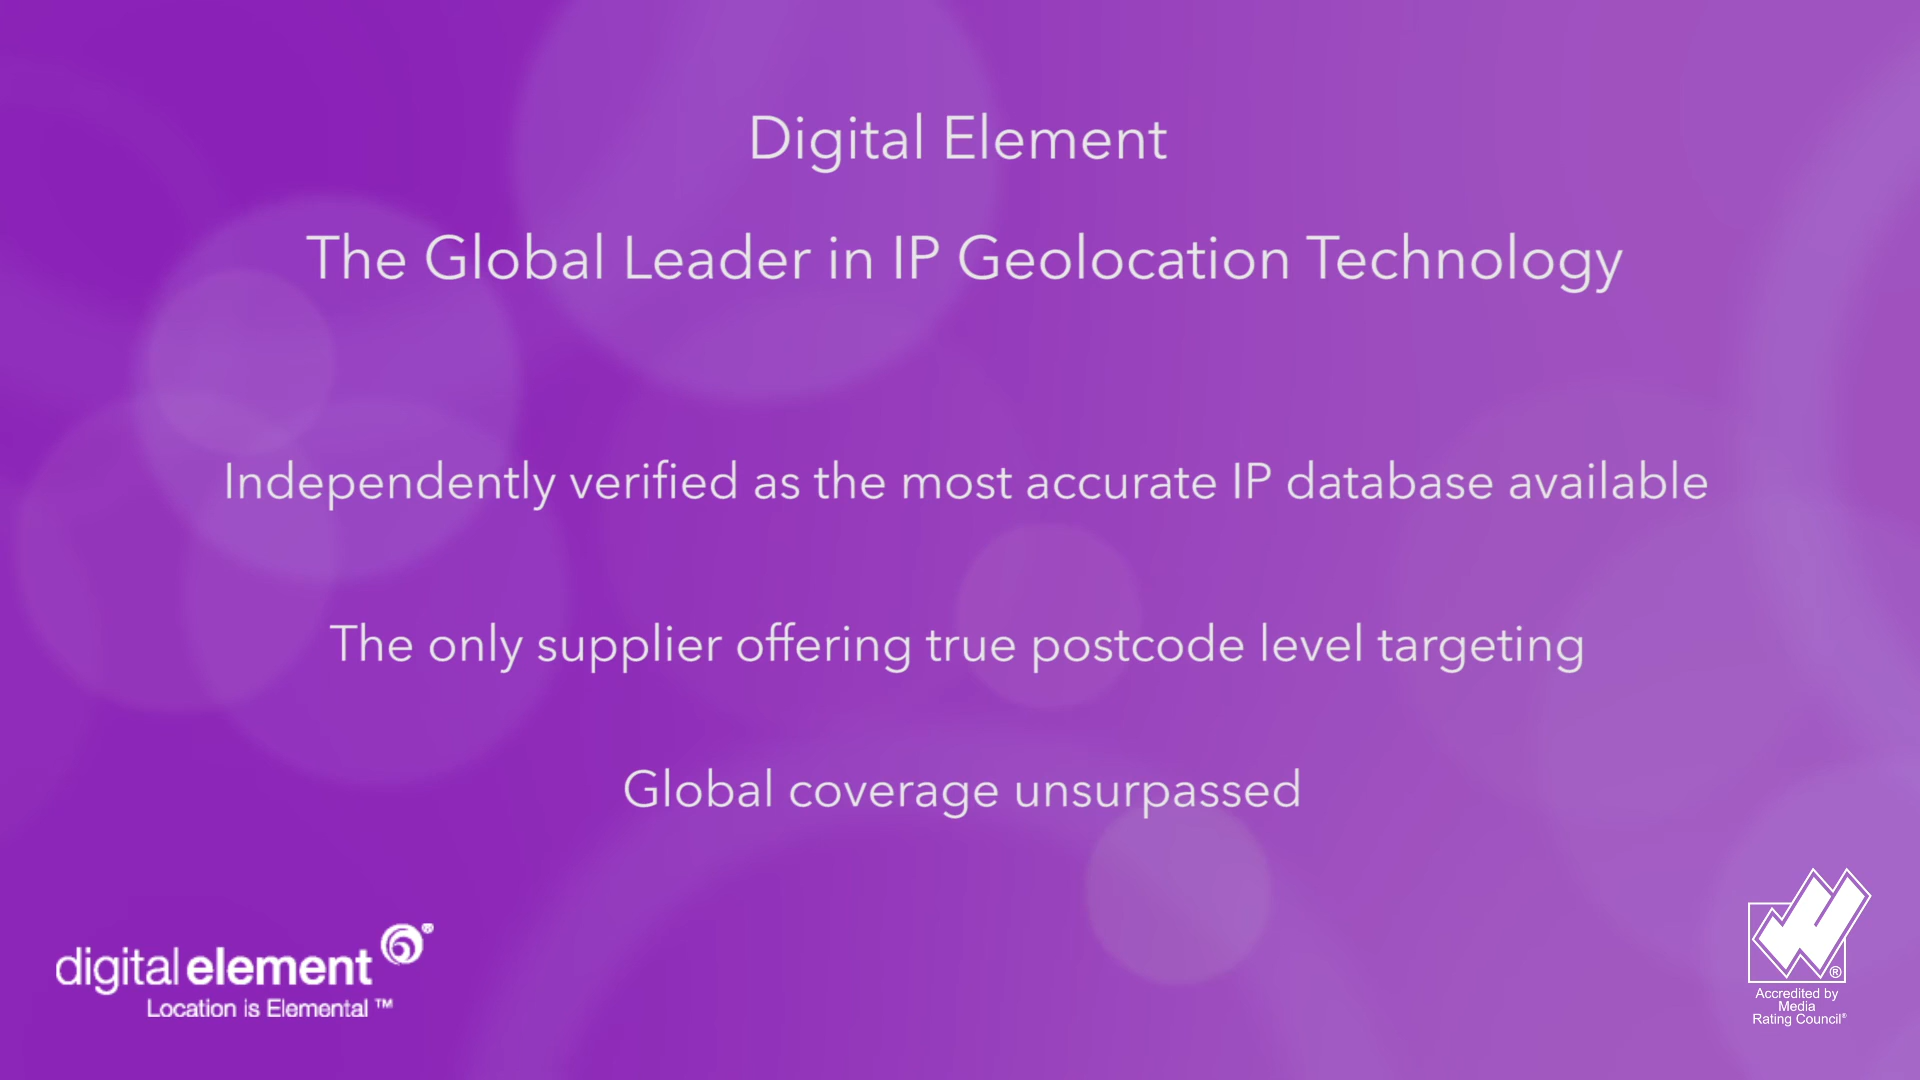 Digital Element
The Global Leader in IP Geolocation Technology
Independently verified as the most accurate IP database available
The only supplier offering true postcode level targeting
Global coverage unsurpassed
digital element®
Location is Elemental ™
®
Accredited by
Media
Rating Council®